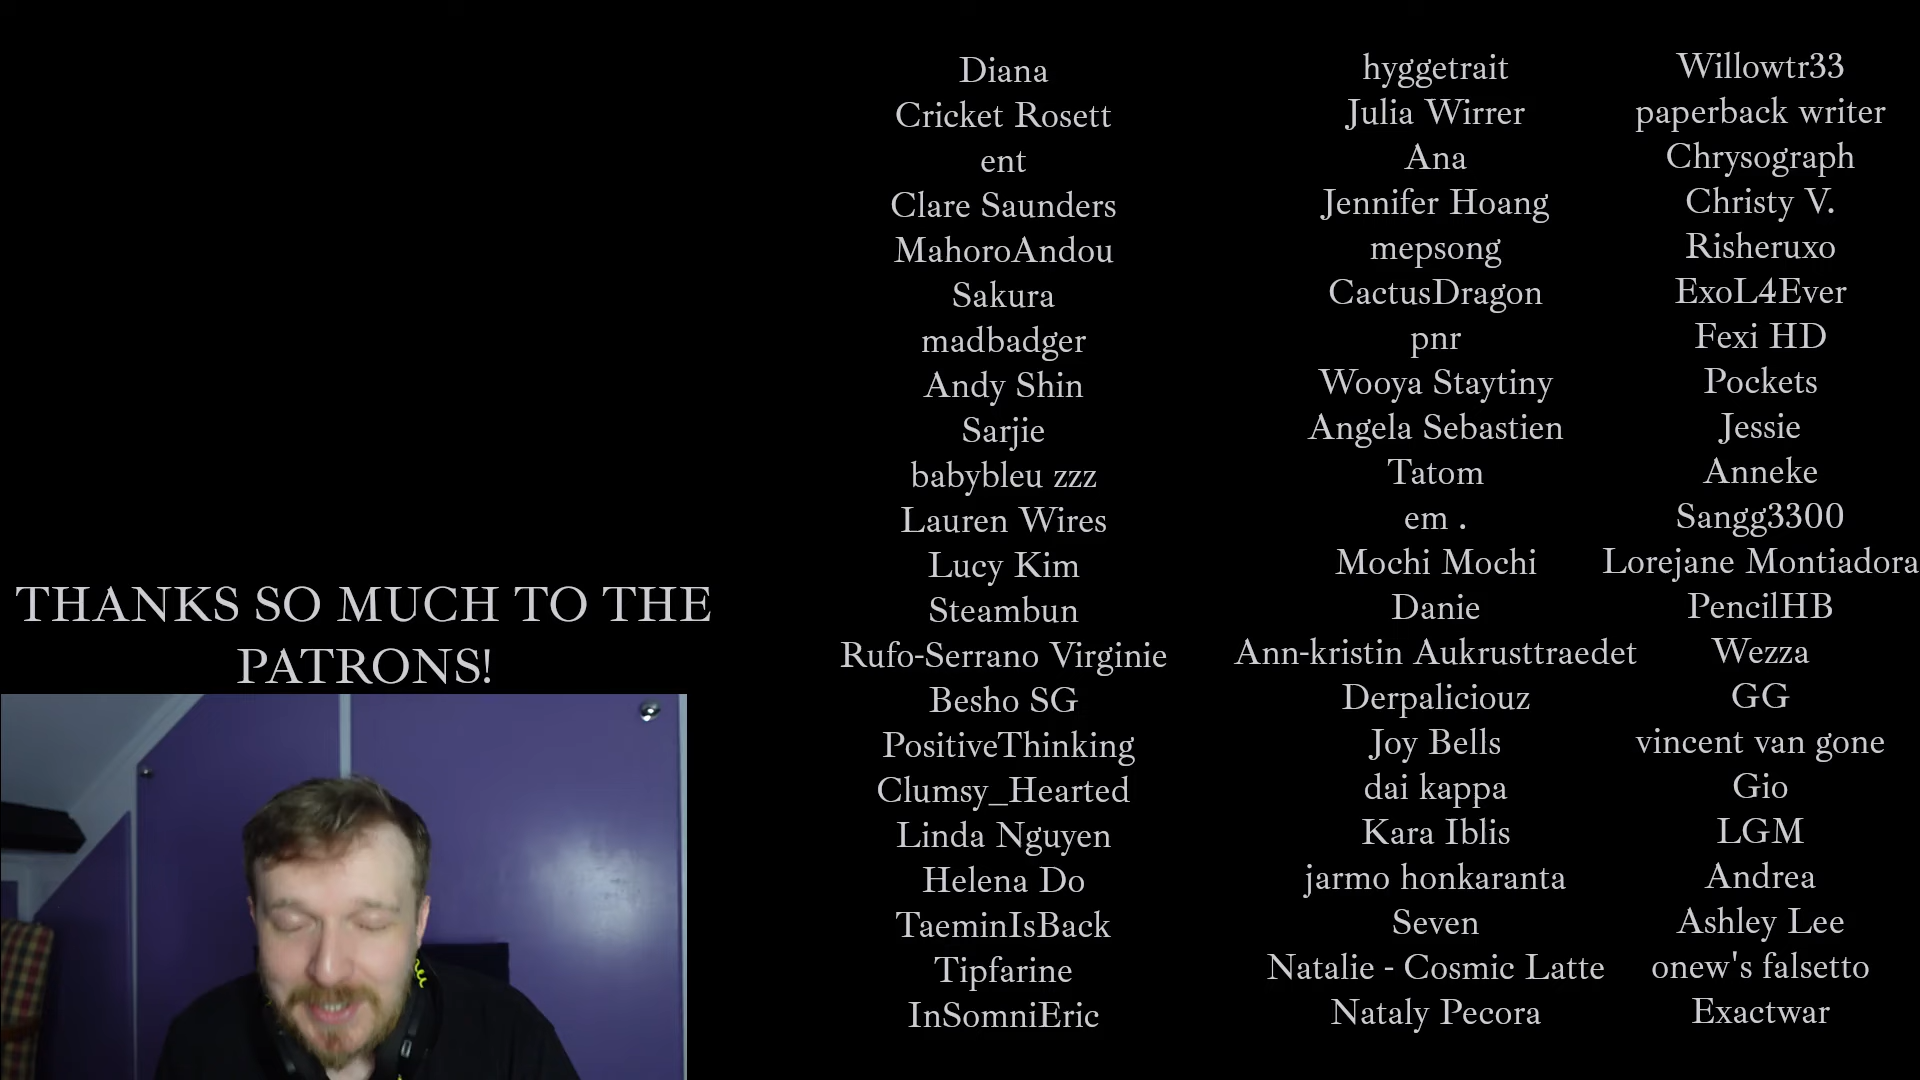 THANKS SO MUCH TO THE
PATRONS!
Diana
Cricket Rosett
ent
Clare Saunders
MahoroAndou
Sakura
madbadger
Andy Shin
Sarjie
babybleu zzz
Lauren Wires
Lucy Kim
Steambun
Rufo-Serrano Virginie
Besho SG
PositiveThinking
Clumsy_Hearted
Linda Nguyen
Helena Do
TaeminIsBack
Tipfarine
InSomniEric
hyggetrait
Julia Wirrer
Ana
Jennifer Hoang
mepsong
CactusDragon
pnr
Wooya Staytiny
Angela Sebastien
Tatom
em .
Mochi Mochi
Danie
Ann-kristin Aukrusttraedet
Derpaliciouz
Joy Bells
dai kappa
Kara Iblis
jarmo honkaranta
Seven
Natalie - Cosmic Latte
Nataly Pecora
Willowtr33
paperback writer
Chrysograph
Christy V.
Risheruxo
ExoL4Ever
Fexi HD
Pockets
Jessie
Anneke
Sangg3300
Lorejane Montiadora
PencilHB
Wezza
GG
vincent van gone
Gio
LGM
Andrea
Ashley Lee
onew's falsetto
Exactwar